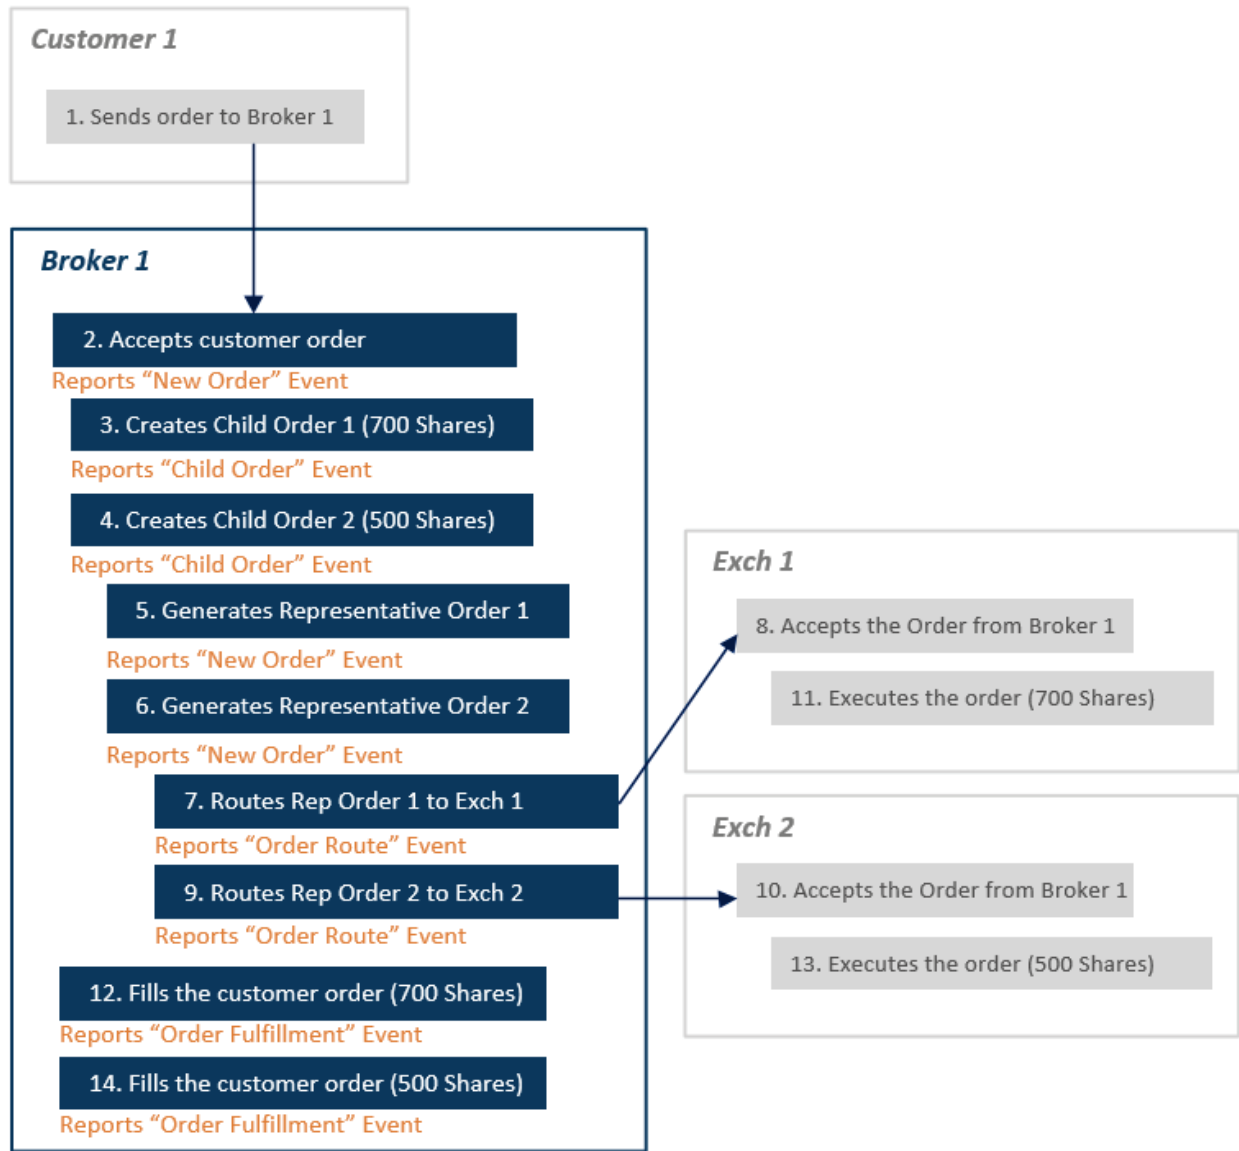 Customer 1
1. Sends order to Broker 1
Broker 1
2. Accepts customer order
Reports “New Order” Event
3. Creates Child Order 1 (700 Shares)
Reports “Child Order” Event
4. Creates Child Order 2 (500 Shares)
Reports “Child Order” Event
5. Generates Representative Order 1
Reports “New Order” Event
6. Generates Representative Order 2
Reports “New Order” Event
7. Routes Rep Order 1 to Exch 1
Reports “Order Route” Event
9. Routes Rep Order 2 to Exch 2
Reports “Order Route” Event
12. Fills the customer order (700 Shares)
Reports “Order Fulfillment” Event
14. Fills the customer order (500 Shares)
Reports “Order Fulfillment” Event
Exch 1
8. Accepts the Order from Broker 1
11. Executes the order (700 Shares)
Exch 2
10. Accepts the Order from Broker 1
13. Executes the order (500 Shares)